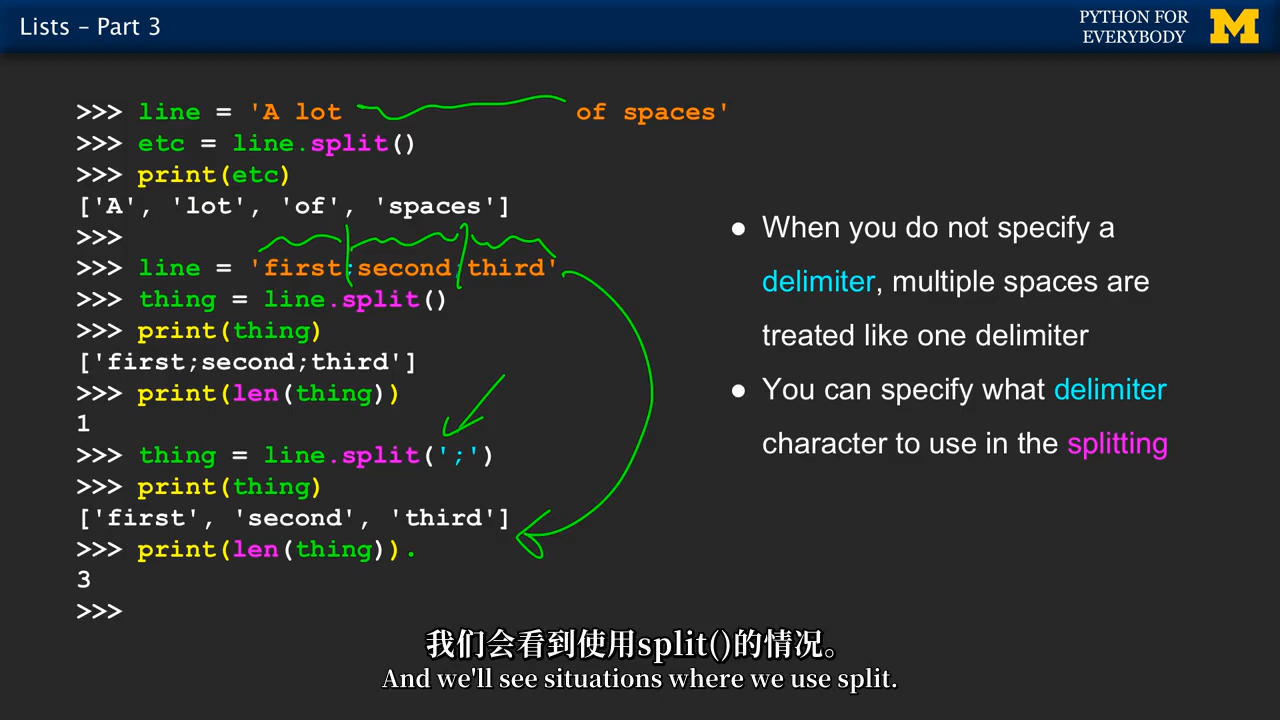 Lists – Part 3
PYTHON FOR
EVERYBODY
M
>>> line = 'A lot                of spaces'
>>> etc = line.split()
>>> print(etc)
['A', 'lot', 'of', 'spaces']
>>>
>>> line = 'first;second;third'
>>> thing = line.split()
>>> print(thing)
['first;second;third']
>>> print(len(thing))
1
>>> thing = line.split(';')
>>> print(thing)
['first', 'second', 'third']
>>> print(len(thing)).
3
>>>
● When you do not specify a
delimiter, multiple spaces are
treated like one delimiter
● You can specify what delimiter
character to use in the splitting
我们会看到使用split()的情况。
And we'll see situations where we use split.